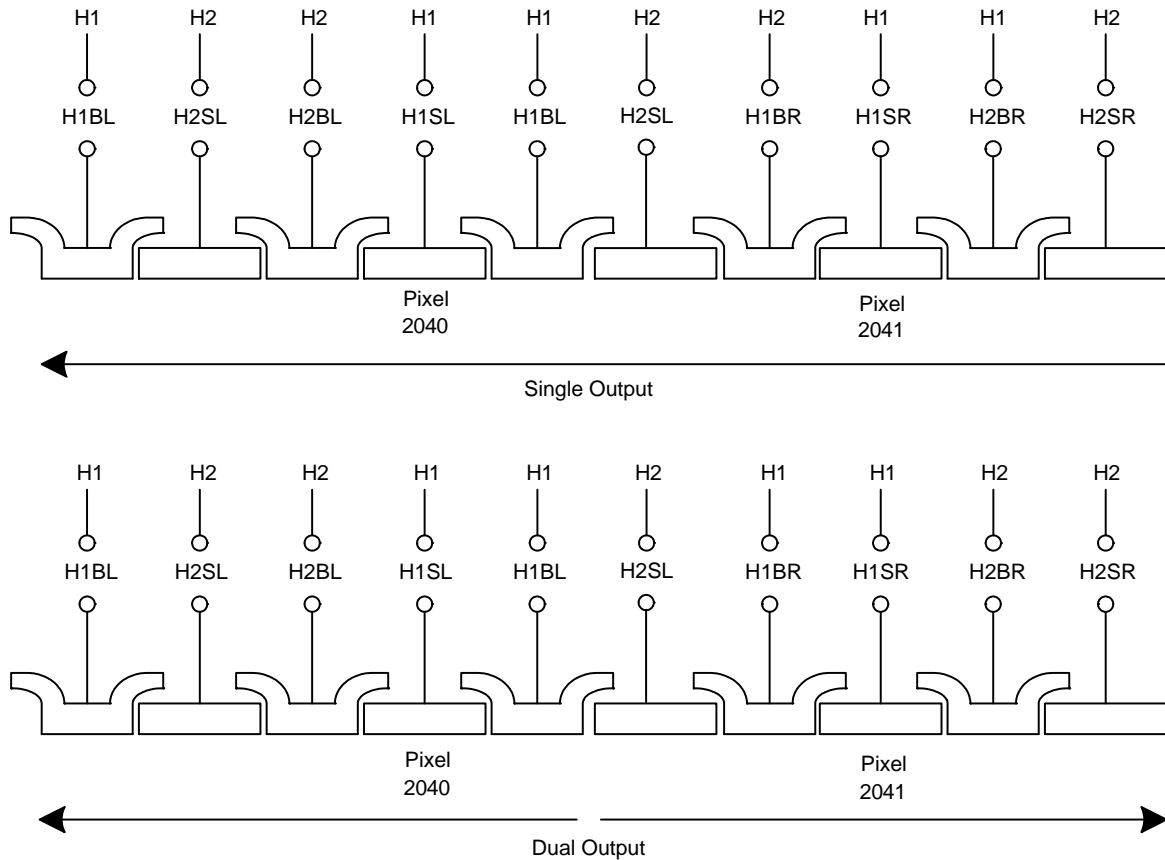 H1 H2 H2 H1 H1 H2 H2 H1 H1 H2
H1BL H2SL H2BL H1SL H1BL H2SL H1BR H1SR H2BR H2SR
Pixel Pixel
2040 2041
Single Output
H1 H2 H2 H1 H1 H2 H1 H1 H2 H2
H1BL H2SL H2BL H1SL H1BL H2SL H1BR H1SR H2BR H2SR
Pixel Pixel
2040 2041
Dual Output